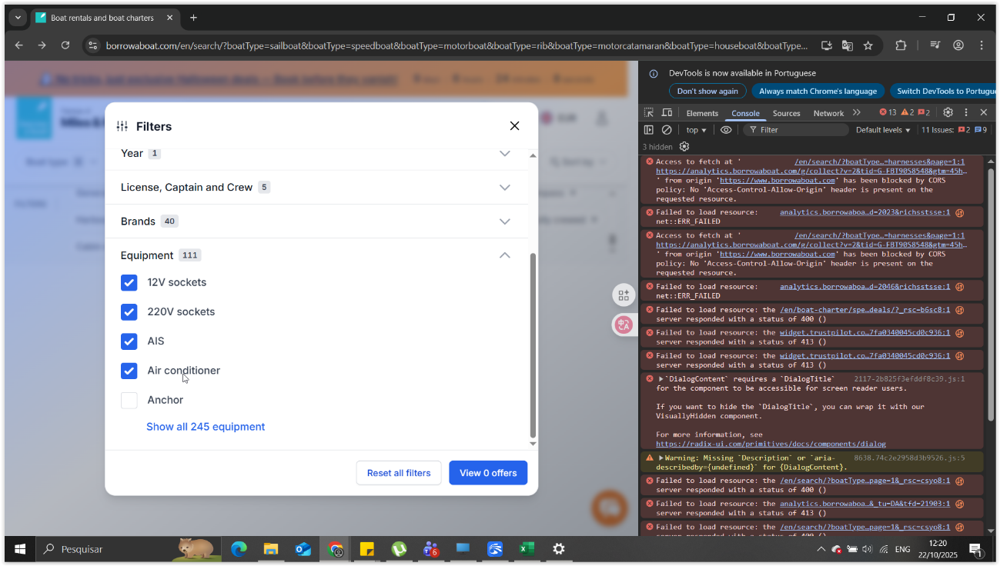 Boat rentals and boat charters
borrowaboat.com/en/search/?boatType=sailboat&boatType=speedboat&boatType=motorboat&boatType=rib&boatType=motorcatamaran&boatType=houseboat&boatType...
DevTools is now available in Portuguese
Don't show again
Always match Chrome's language
Switch DevTools to Portugue
Elements
Console
Sources
Network
13
2
2
top
Filter
Default levels
11 Issues: 2 9
3 hidden
Filters
Year 1
License, Captain and Crew 5
Brands 40
Equipment 111
12V sockets
220V sockets
AIS
Air conditioner
Anchor
Show all 245 equipment
Reset all filters
View 0 offers
Access to fetch at ' /en/search/?boatType…=harnesses&page=1:1
https://analytics.borrowaboat.com/g/collect?v=2&tid=G-FBT90S8548&gtm=45h…
' from origin 'https://www.borrowaboat.com' has been blocked by CORS
policy: No 'Access-Control-Allow-Origin' header is present on the
requested resource.
Failed to load resource: analytics.borrowaboa…d=2023&richsstsse:1
net::ERR_FAILED
Access to fetch at ' /en/search/?boatType…=harnesses&page=1:1
https://analytics.borrowaboat.com/g/collect?v=2&tid=G-FBT90S8548&gtm=45h…
' from origin 'https://www.borrowaboat.com' has been blocked by CORS
policy: No 'Access-Control-Allow-Origin' header is present on the
requested resource.
Failed to load resource: analytics.borrowaboa…d=2046&richsstsse:1
net::ERR_FAILED
Failed to load resource: the /en/boat-charter/spe…deals/?_rsc=b6sc8:1
server responded with a status of 400 ()
Failed to load resource: the widget.trustpilot.co…7fa0340045cd0c936:1
server responded with a status of 413 ()
Failed to load resource: the widget.trustpilot.co…7fa0340045cd0c936:1
server responded with a status of 413 ()
`DialogContent` requires a `DialogTitle` 2117-2b825f3efddf8c39.js:1
for the component to be accessible for screen reader users.
If you want to hide the `DialogTitle`, you can wrap it with our
VisuallyHidden component.
For more information, see
https://radix-ui.com/primitives/docs/components/dialog
Warning: Missing `Description` or `aria- 8638.74c2e2958d3b9526.js:5
describedby={undefined}` for {DialogContent}.
Failed to load resource: the /en/search/?boatType…page=1&_rsc=csyo8:1
server responded with a status of 400 ()
Failed to load resource: the analytics.borrowaboa…&_tu=DA&tfd=21903:1
server responded with a status of 413 ()
Failed to load resource: the /en/search/?boatType…page=1&_rsc=csyo8:1
Pesquisar
6
ENG
12:20
22/10/2025
1